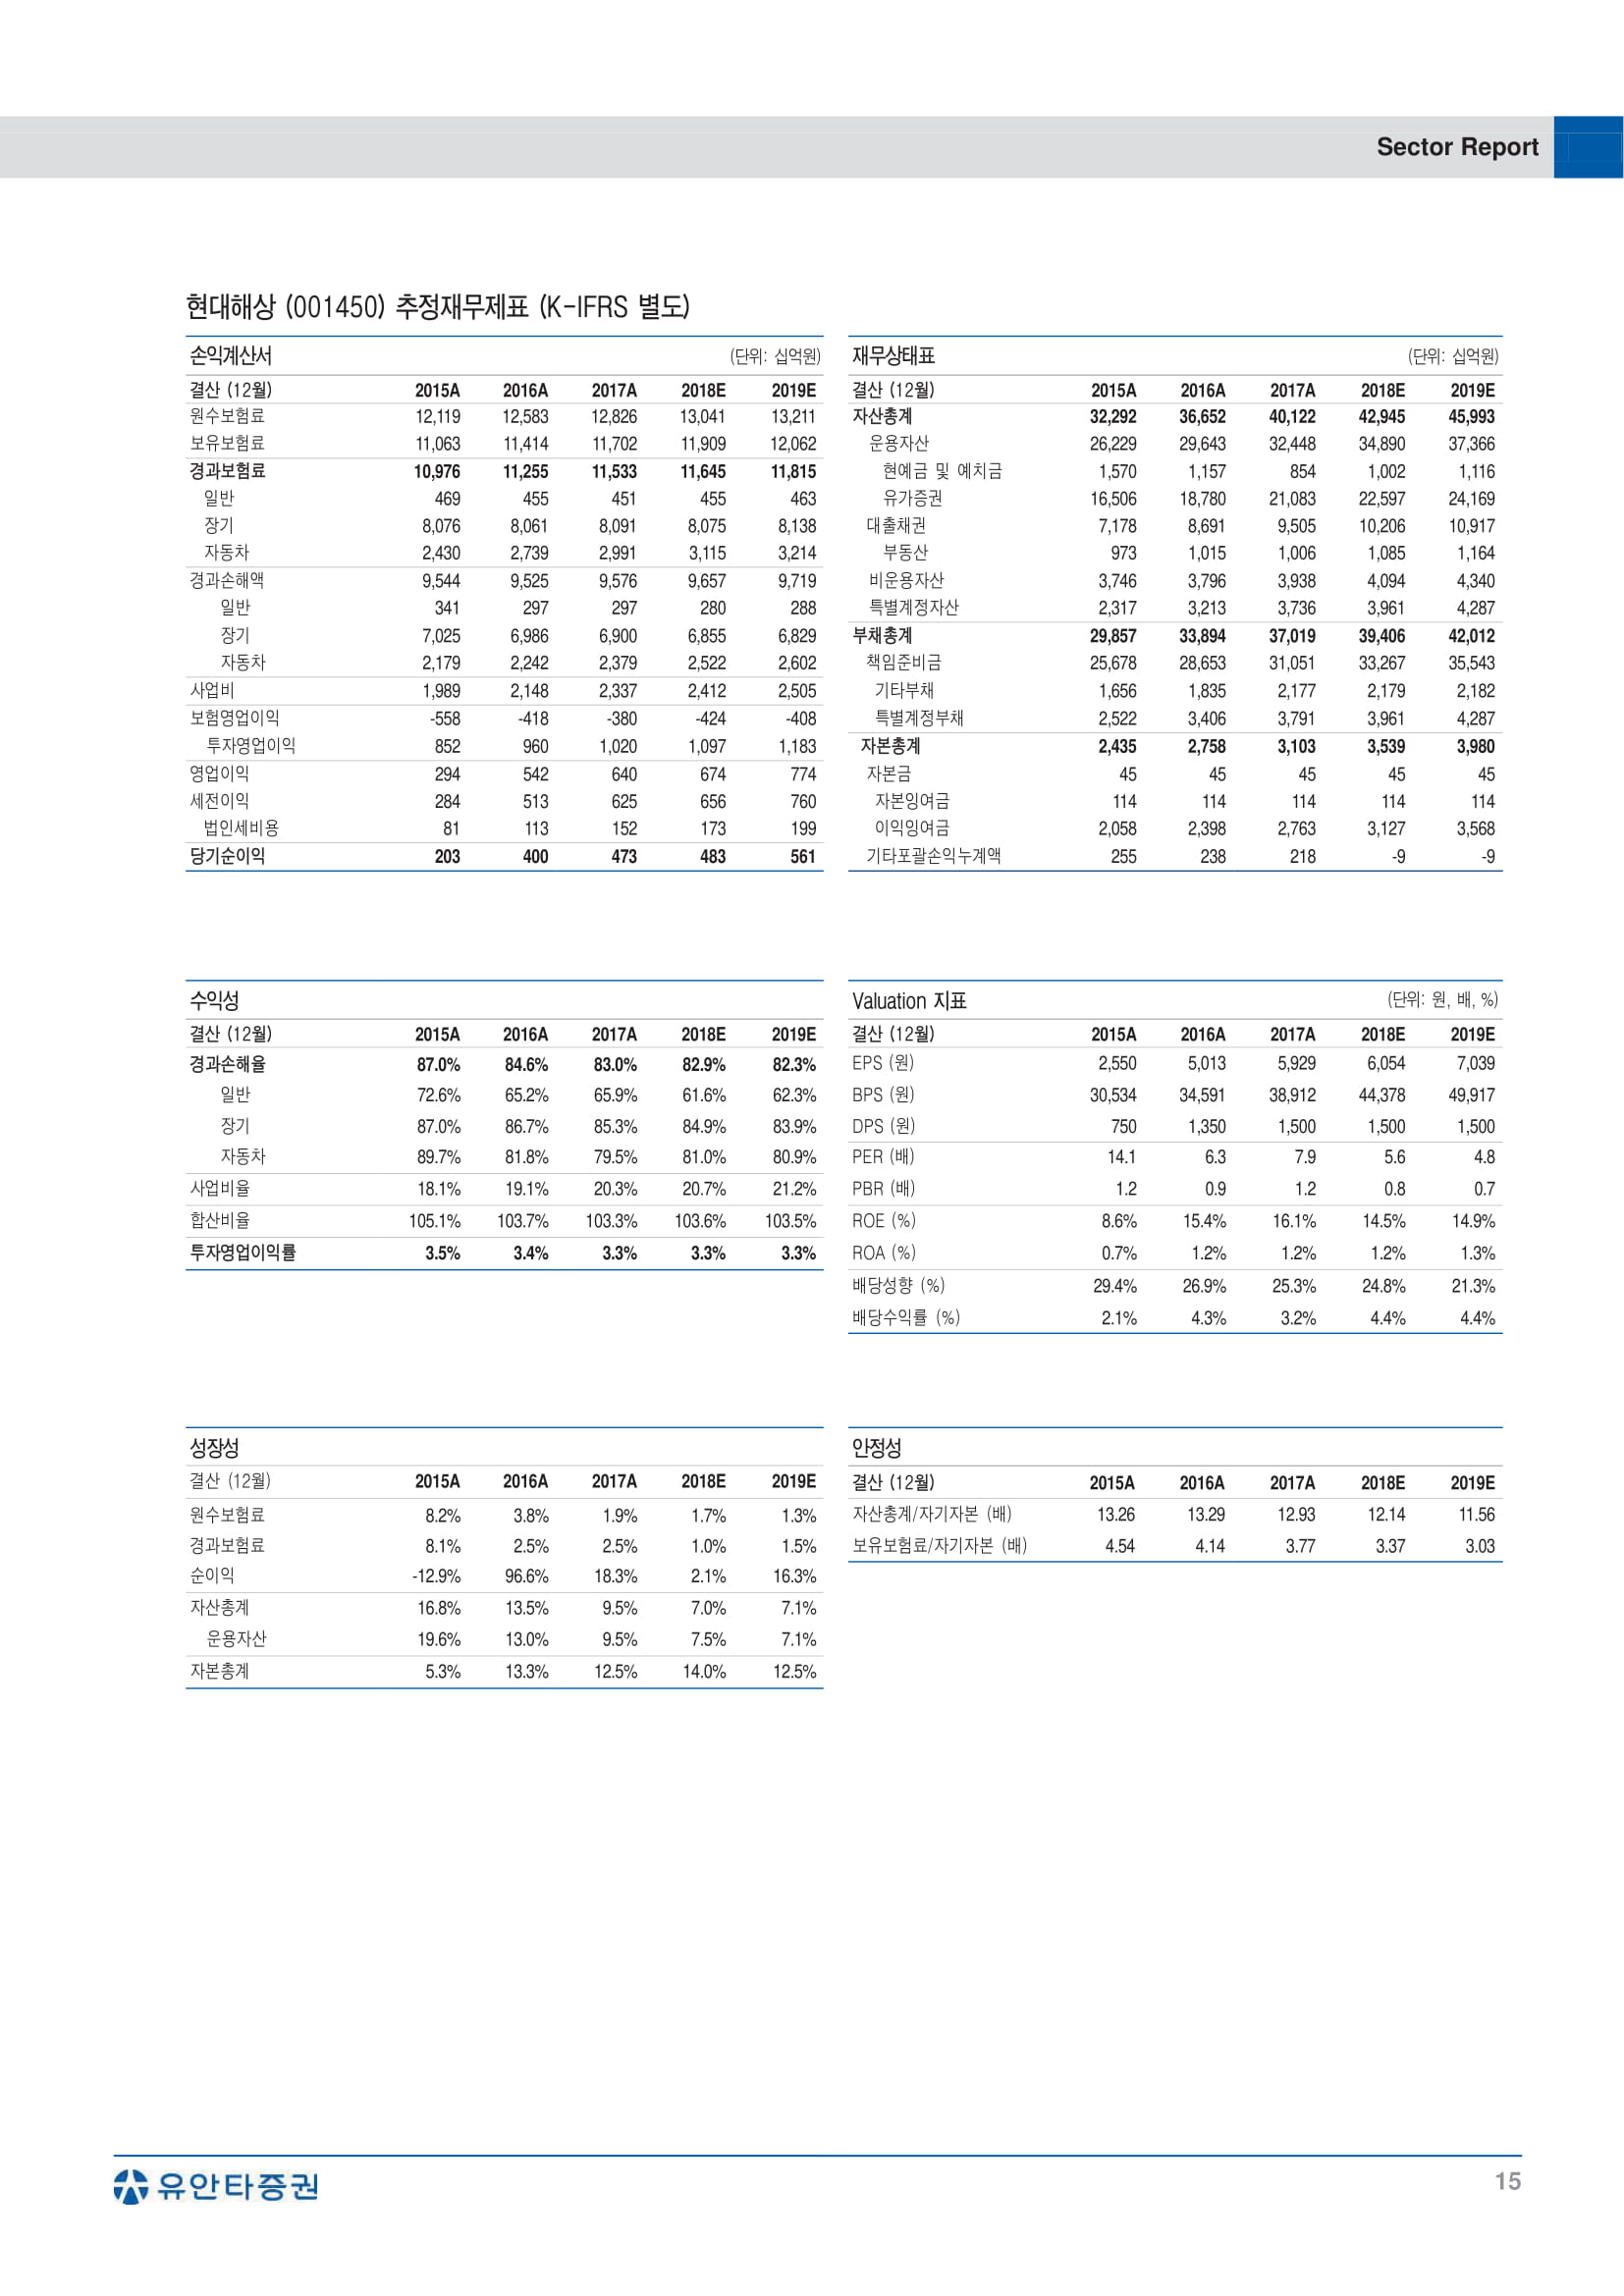 Sector Report
현대해상 (001450) 추정재무제표 (K-IFRS 별도)
손익계산서 (단위: 십억원)
결산 (12월) 2015A 2016A 2017A 2018E 2019E
원수보험료 12,119 12,583 12,826 13,041 13,211
보유보험료 11,063 11,414 11,702 11,909 12,062
경과보험료 10,976 11,255 11,533 11,645 11,815
일반 469 455 451 455 463
장기 8,076 8,061 8,091 8,075 8,138
자동차 2,430 2,739 2,991 3,115 3,214
경과손해액 9,544 9,525 9,576 9,657 9,719
일반 341 297 297 280 288
장기 7,025 6,986 6,900 6,855 6,829
자동차 2,179 2,242 2,379 2,522 2,602
사업비 1,989 2,148 2,337 2,412 2,505
보험영업이익 -558 -418 -380 -424 -408
투자영업이익 852 960 1,020 1,097 1,183
영업이익 294 542 640 674 774
세전이익 284 513 625 656 760
법인세비용 81 113 152 173 199
당기순이익 203 400 473 483 561
재무상태표 (단위: 십억원)
결산 (12월) 2015A 2016A 2017A 2018E 2019E
자산총계 32,292 36,652 40,122 42,945 45,993
운용자산 26,229 29,643 32,448 34,890 37,366
현예금 및 예치금 1,570 1,157 854 1,002 1,116
유가증권 16,506 18,780 21,083 22,597 24,169
대출채권 7,178 8,691 9,505 10,206 10,917
부동산 973 1,015 1,006 1,085 1,164
비운용자산 3,746 3,796 3,938 4,094 4,340
특별계정자산 2,317 3,213 3,736 3,961 4,287
부채총계 29,857 33,894 37,019 39,406 42,012
책임준비금 25,678 28,653 31,051 33,267 35,543
기타부채 1,656 1,835 2,177 2,179 2,182
특별계정부채 2,522 3,406 3,791 3,961 4,287
자본총계 2,435 2,758 3,103 3,539 3,980
자본금 45 45 45 45 45
자본잉여금 114 114 114 114 114
이익잉여금 2,058 2,398 2,763 3,127 3,568
기타포괄손익누계액 255 238 218 -9 -9
수익성
결산 (12월) 2015A 2016A 2017A 2018E 2019E
경과손해율 87.0% 84.6% 83.0% 82.9% 82.3%
일반 72.6% 65.2% 65.9% 61.6% 62.3%
장기 87.0% 86.7% 85.3% 84.9% 83.9%
자동차 89.7% 81.8% 79.5% 81.0% 80.9%
사업비율 18.1% 19.1% 20.3% 20.7% 21.2%
합산비율 105.1% 103.7% 103.3% 103.6% 103.5%
투자영업이익률 3.5% 3.4% 3.3% 3.3% 3.3%
Valuation 지표 (단위: 원, 배, %)
결산 (12월) 2015A 2016A 2017A 2018E 2019E
EPS (원) 2,550 5,013 5,929 6,054 7,039
BPS (원) 30,534 34,591 38,912 44,378 49,917
DPS (원) 750 1,350 1,500 1,500 1,500
PER (배) 14.1 6.3 7.9 5.6 4.8
PBR (배) 1.2 0.9 1.2 0.8 0.7
ROE (%) 8.6% 15.4% 16.1% 14.5% 14.9%
ROA (%) 0.7% 1.2% 1.2% 1.2% 1.3%
배당성향 (%) 29.4% 26.9% 25.3% 24.8% 21.3%
배당수익률 (%) 2.1% 4.3% 3.2% 4.4% 4.4%
성장성
결산 (12월) 2015A 2016A 2017A 2018E 2019E
원수보험료 8.2% 3.8% 1.9% 1.7% 1.3%
경과보험료 8.1% 2.5% 2.5% 1.0% 1.5%
순이익 -12.9% 96.6% 18.3% 2.1% 16.3%
자산총계 16.8% 13.5% 9.5% 7.0% 7.1%
운용자산 19.6% 13.0% 9.5% 7.5% 7.1%
자본총계 5.3% 13.3% 12.5% 14.0% 12.5%
안정성
결산 (12월) 2015A 2016A 2017A 2018E 2019E
자산총계/자기자본 (배) 13.26 13.29 12.93 12.14 11.56
보유보험료/자기자본 (배) 4.54 4.14 3.77 3.37 3.03
유안타증권
15